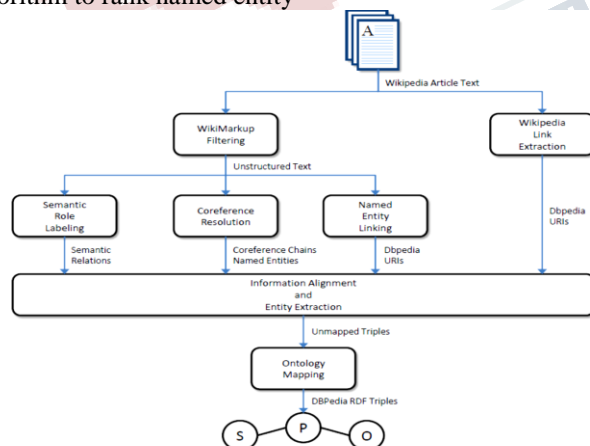 orithm to rank named entity
A
Wikipedia Article Text
WikiMarkup
Filtering
Wikipedia
Link
Extraction
Unstructured Text
Semantic
Role
Labeling
Coreference
Resolution
Named
Entity
Linking
Dbpedia
URIs
Semantic
Relations
Coreference Chains
Named Entities
Dbpedia
URIs
Information Alignment
and
Entity Extraction
Unmapped Triples
Ontology
Mapping
DBPedia RDF Triples
S
P
O